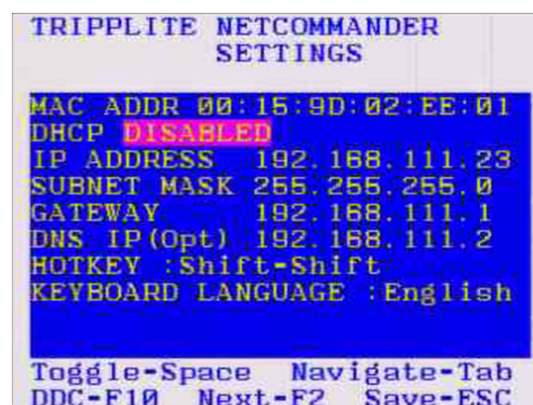 TRIPPLITE NETCOMMANDER
SETTINGS
MAC ADDR 00:15:9D:02:EE:01
DHCP DISABLED
IP ADDRESS 192.168.111.23
SUBNET MASK 255.255.255.0
GATEWAY 192.168.111.1
DNS IP(Opt) 192.168.111.2
HOTKEY :Shift-Shift
KEYBOARD LANGUAGE :English
Toggle-Space Navigate-Tab
DDC-F10 Next-F2 Save-ESC